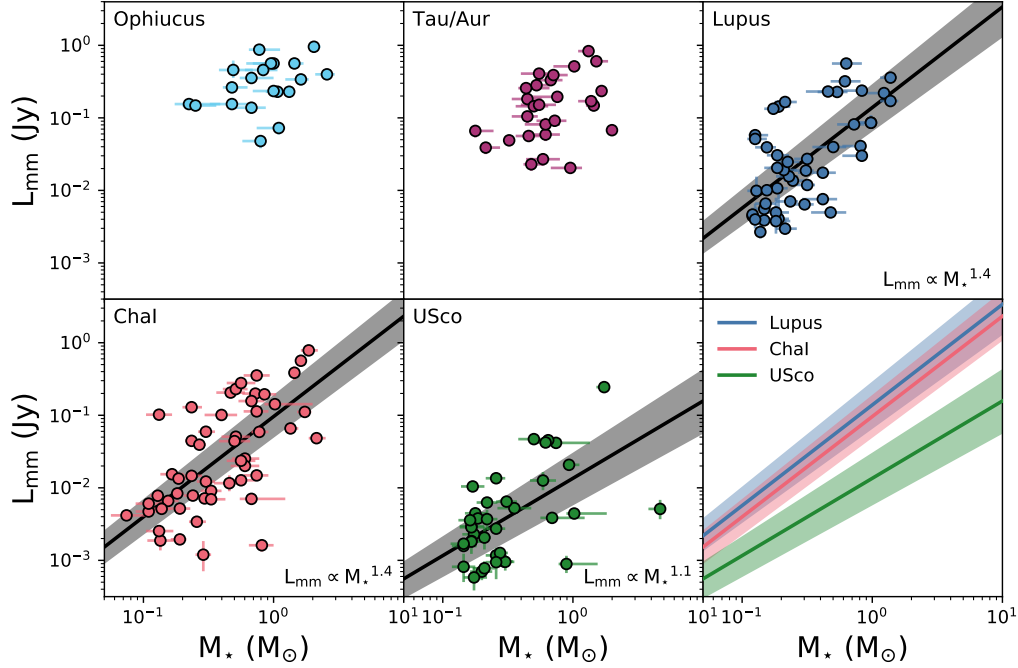 Ophiucus
Tau/Aur
Lupus
10⁰
10⁻¹
10⁻²
10⁻³
L_mm (Jy)
L_mm ∝ M⋆^1.4
ChaI
USco
Lupus
ChaI
USco
10⁰
10⁻¹
10⁻²
10⁻³
L_mm (Jy)
L_mm ∝ M⋆^1.4
L_mm ∝ M⋆^1.1
10⁻¹
10⁰
10¹
10⁻¹
10⁰
10¹
10⁻¹
10⁰
10¹
M⋆ (M⊙)
M⋆ (M⊙)
M⋆ (M⊙)